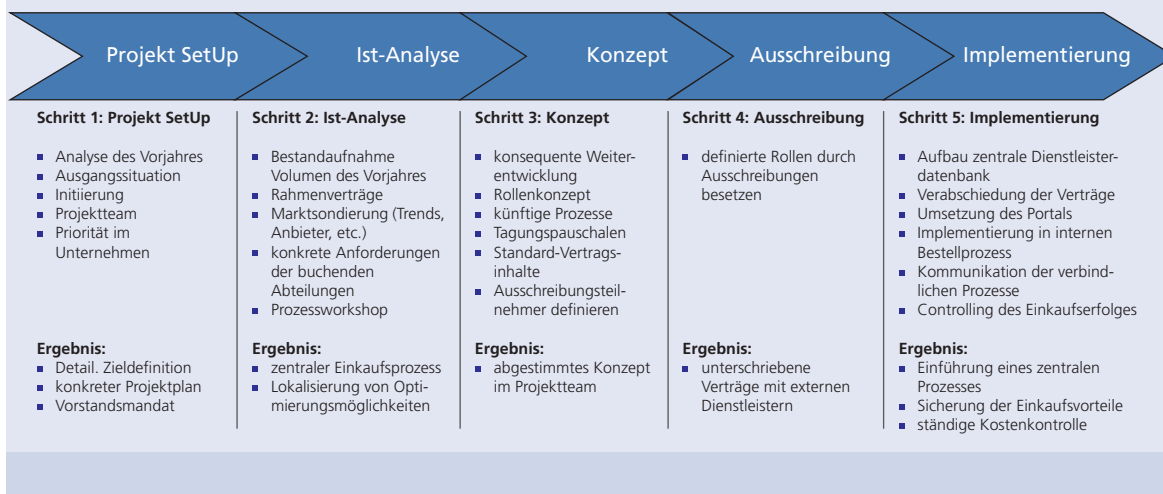 Projekt SetUp
Ist-Analyse
Konzept
Ausschreibung
Implementierung
Schritt 1: Projekt SetUp
Analyse des Vorjahres
Ausgangssituation
Initiierung
Projektteam
Priorität im
Unternehmen
Ergebnis:
Detail. Zieldefinition
konkreter Projektplan
Vorstandsmandat
Schritt 2: Ist-Analyse
Bestandaufnahme
Volumen des Vorjahres
Rahmenverträge
Marktsondierung (Trends,
Anbieter, etc.)
konkrete Anforderungen
der buchenden
Abteilungen
Prozessworkshop
Ergebnis:
zentraler Einkaufsprozess
Lokalisierung von Opti-
mierungsmöglichkeiten
Schritt 3: Konzept
konsequente Weiter-
entwicklung
Rollenkonzept
künftige Prozesse
Tagungspauschalen
Standard-Vertrags-
inhalte
Ausschreibungsteil-
nehmer definieren
Ergebnis:
abgestimmtes Konzept
im Projektteam
Schritt 4: Ausschreibung
definierte Rollen durch
Ausschreibungen
besetzen
Ergebnis:
unterschriebene
Verträge mit externen
Dienstleistern
Schritt 5: Implementierung
Aufbau zentrale Dienstleister-
datenbank
Verabschiedung der Verträge
Umsetzung des Portals
Implementierung in internen
Bestellprozess
Kommunikation der verbind-
lichen Prozesse
Controlling des Einkaufserfolges
Ergebnis:
Einführung eines zentralen
Prozesses
Sicherung der Einkaufsvorteile
ständige Kostenkontrolle